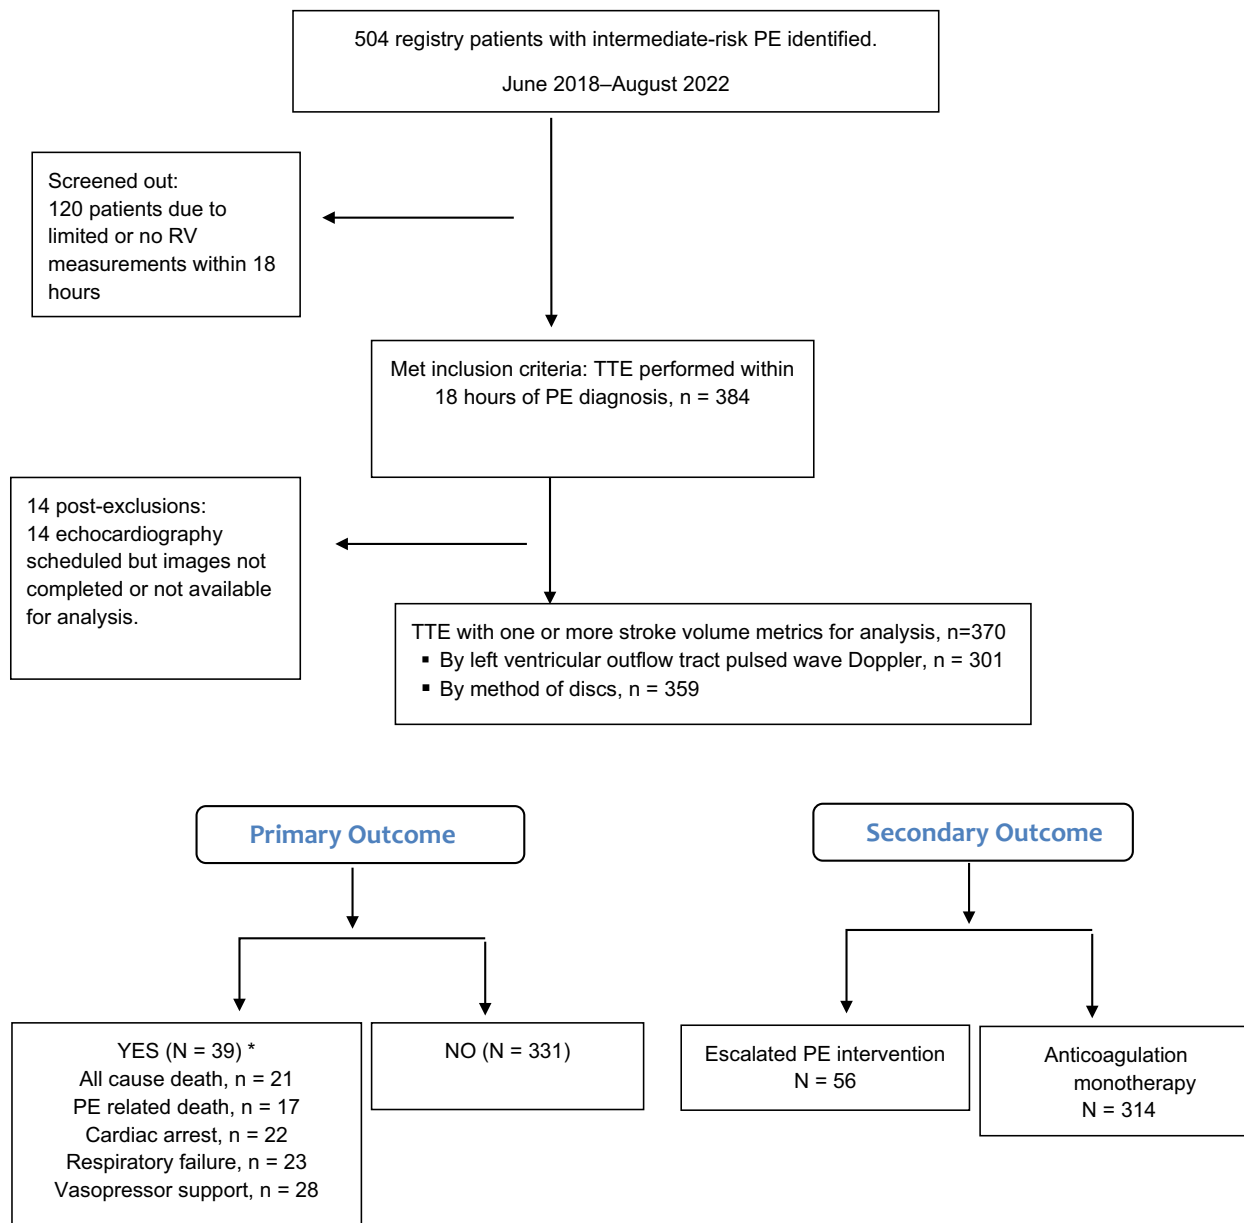 504 registry patients with intermediate-risk PE identified.
June 2018–August 2022
Screened out:
120 patients due to
limited or no RV
measurements within 18
hours
Met inclusion criteria: TTE performed within
18 hours of PE diagnosis, n = 384
14 post-exclusions:
14 echocardiography
scheduled but images not
completed or not available
for analysis.
TTE with one or more stroke volume metrics for analysis, n=370
▪ By left ventricular outflow tract pulsed wave Doppler, n = 301
▪ By method of discs, n = 359
Primary Outcome
YES (N = 39) *
All cause death, n = 21
PE related death, n = 17
Cardiac arrest, n = 22
Respiratory failure, n = 23
Vasopressor support, n = 28
NO (N = 331)
Secondary Outcome
Escalated PE intervention
N = 56
Anticoagulation
monotherapy
N = 314